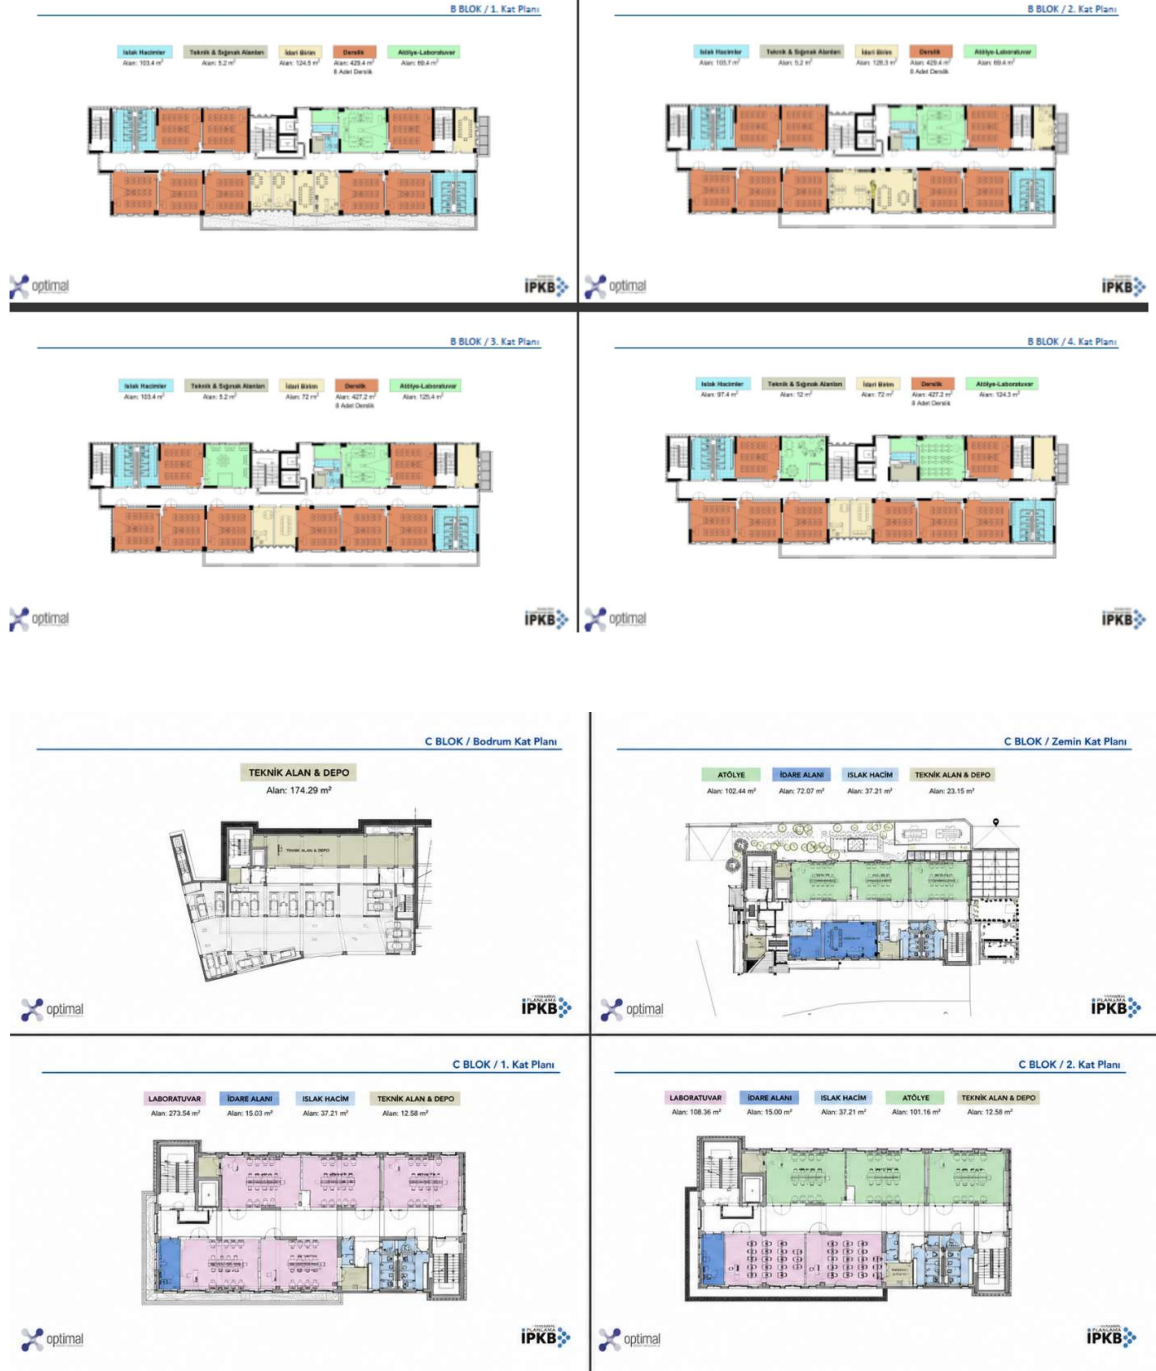 B BLOK / 1. Kat Planı
Islak Hacimler
Alan: 103.4 m²
Teknik & Sığınak Alanları
Alan: 5.2 m²
İdari Birim
Alan: 124.5 m²
Derslik
Alan: 429.4 m²
8 Adet Derslik
Atölye-Laboratuvar
Alan: 69.4 m²
optimal
İPKB
B BLOK / 2. Kat Planı
Islak Hacimler
Alan: 103.7 m²
Teknik & Sığınak Alanları
Alan: 5.2 m²
İdari Birim
Alan: 128.3 m²
Derslik
Alan: 429.4 m²
8 Adet Derslik
Atölye-Laboratuvar
Alan: 69.4 m²
optimal
İPKB
B BLOK / 3. Kat Planı
Islak Hacimler
Alan: 103.4 m²
Teknik & Sığınak Alanları
Alan: 5.2 m²
İdari Birim
Alan: 72 m²
Derslik
Alan: 427.2 m²
8 Adet Derslik
Atölye-Laboratuvar
Alan: 125.4 m²
optimal
İPKB
B BLOK / 4. Kat Planı
Islak Hacimler
Alan: 97.4 m²
Teknik & Sığınak Alanları
Alan: 12 m²
İdari Birim
Alan: 72 m²
Derslik
Alan: 427.2 m²
8 Adet Derslik
Atölye-Laboratuvar
Alan: 124.3 m²
optimal
İPKB
C BLOK / Bodrum Kat Planı
TEKNİK ALAN & DEPO
Alan: 174.29 m²
TEKNİK ALAN & DEPO
optimal
PLANLAMA
İPKB
C BLOK / Zemin Kat Planı
ATÖLYE
Alan: 102.44 m²
İDARE ALANI
Alan: 72.07 m²
ISLAK HACİM
Alan: 37.21 m²
TEKNİK ALAN & DEPO
Alan: 23.15 m²
optimal
PLANLAMA
İPKB
C BLOK / 1. Kat Planı
LABORATUVAR
Alan: 273.54 m²
İDARE ALANI
Alan: 15.03 m²
ISLAK HACİM
Alan: 37.21 m²
TEKNİK ALAN & DEPO
Alan: 12.58 m²
optimal
PLANLAMA
İPKB
C BLOK / 2. Kat Planı
LABORATUVAR
Alan: 108.36 m²
İDARE ALANI
Alan: 15.00 m²
ISLAK HACİM
Alan: 37.21 m²
ATÖLYE
Alan: 101.16 m²
TEKNİK ALAN & DEPO
Alan: 12.58 m²
optimal
PLANLAMA
İPKB